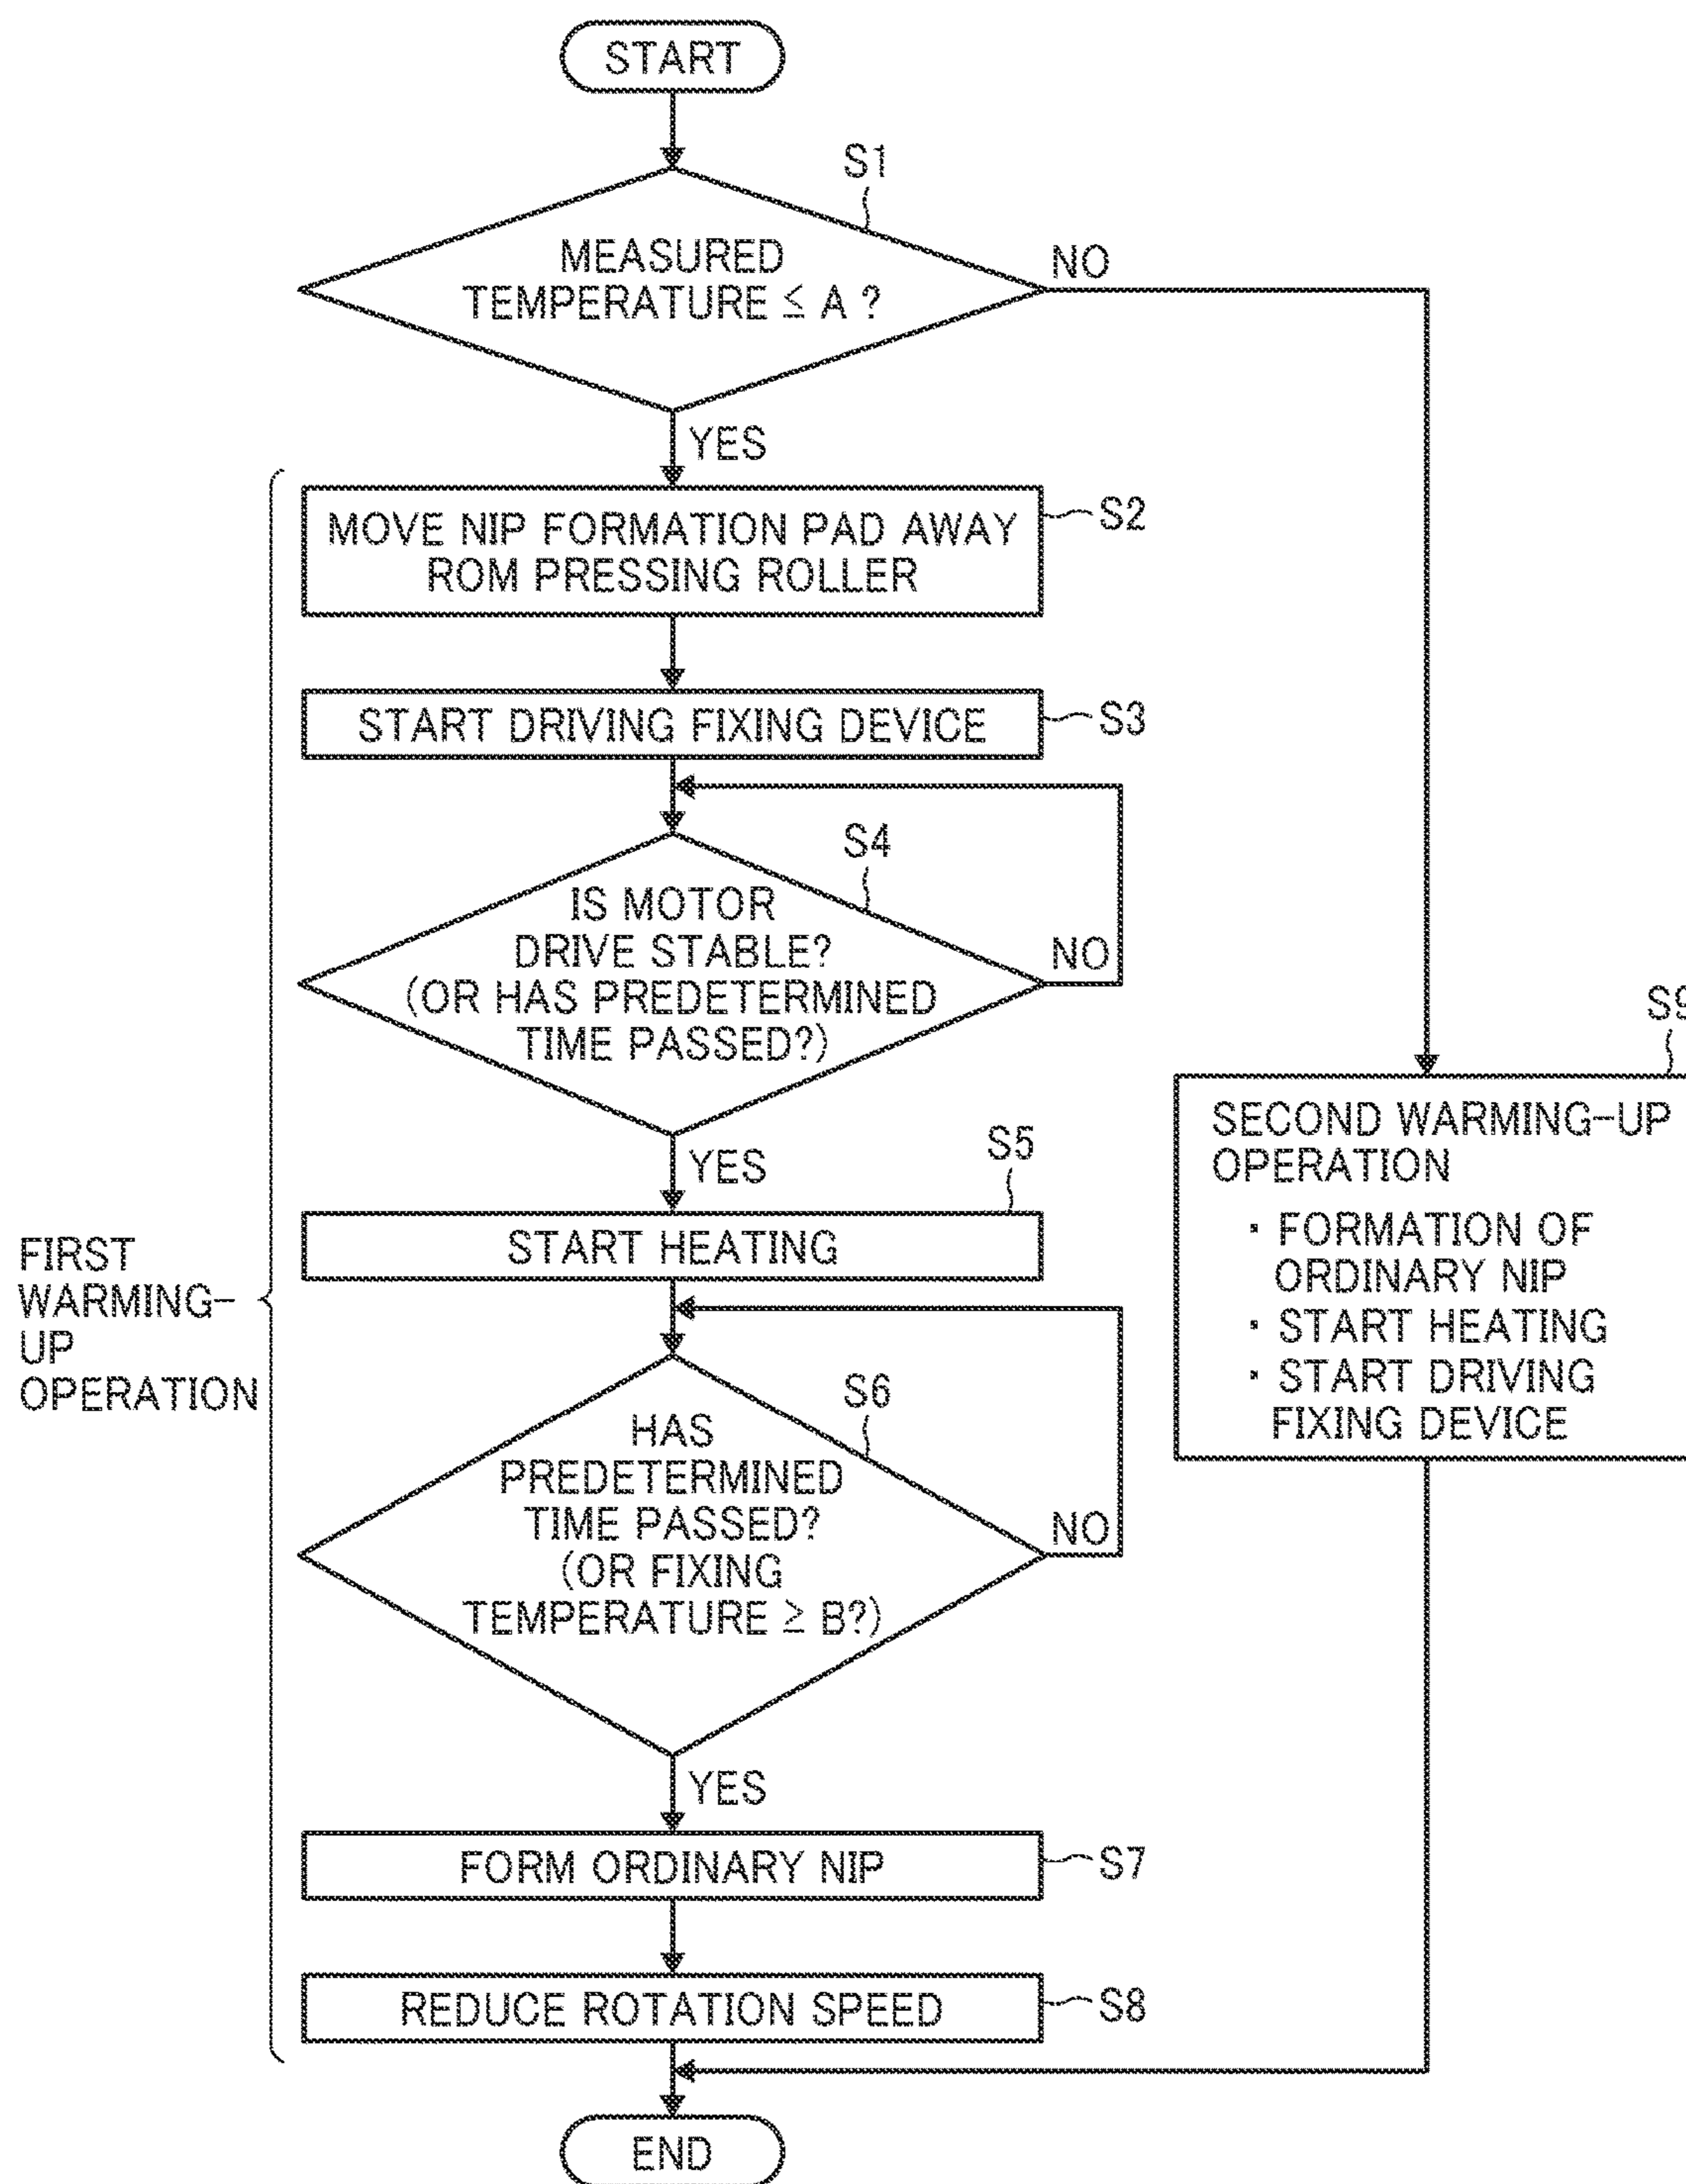 START
S1
MEASURED
TEMPERATURE ≦ A ?
NO
YES
MOVE NIP FORMATION PAD AWAY
ROM PRESSING ROLLER
S2
START DRIVING FIXING DEVICE
S3
S4
IS MOTOR
DRIVE STABLE?
(OR HAS PREDETERMINED
TIME PASSED?)
NO
YES
S5
START HEATING
S6
HAS
PREDETERMINED
TIME PASSED?
(OR FIXING
TEMPERATURE ≧ B?)
NO
YES
FORM ORDINARY NIP
S7
REDUCE ROTATION SPEED
S8
FIRST
WARMING-
UP
OPERATION
S9
SECOND WARMING-UP
OPERATION
・FORMATION OF
ORDINARY NIP
・START HEATING
・START DRIVING
FIXING DEVICE
END